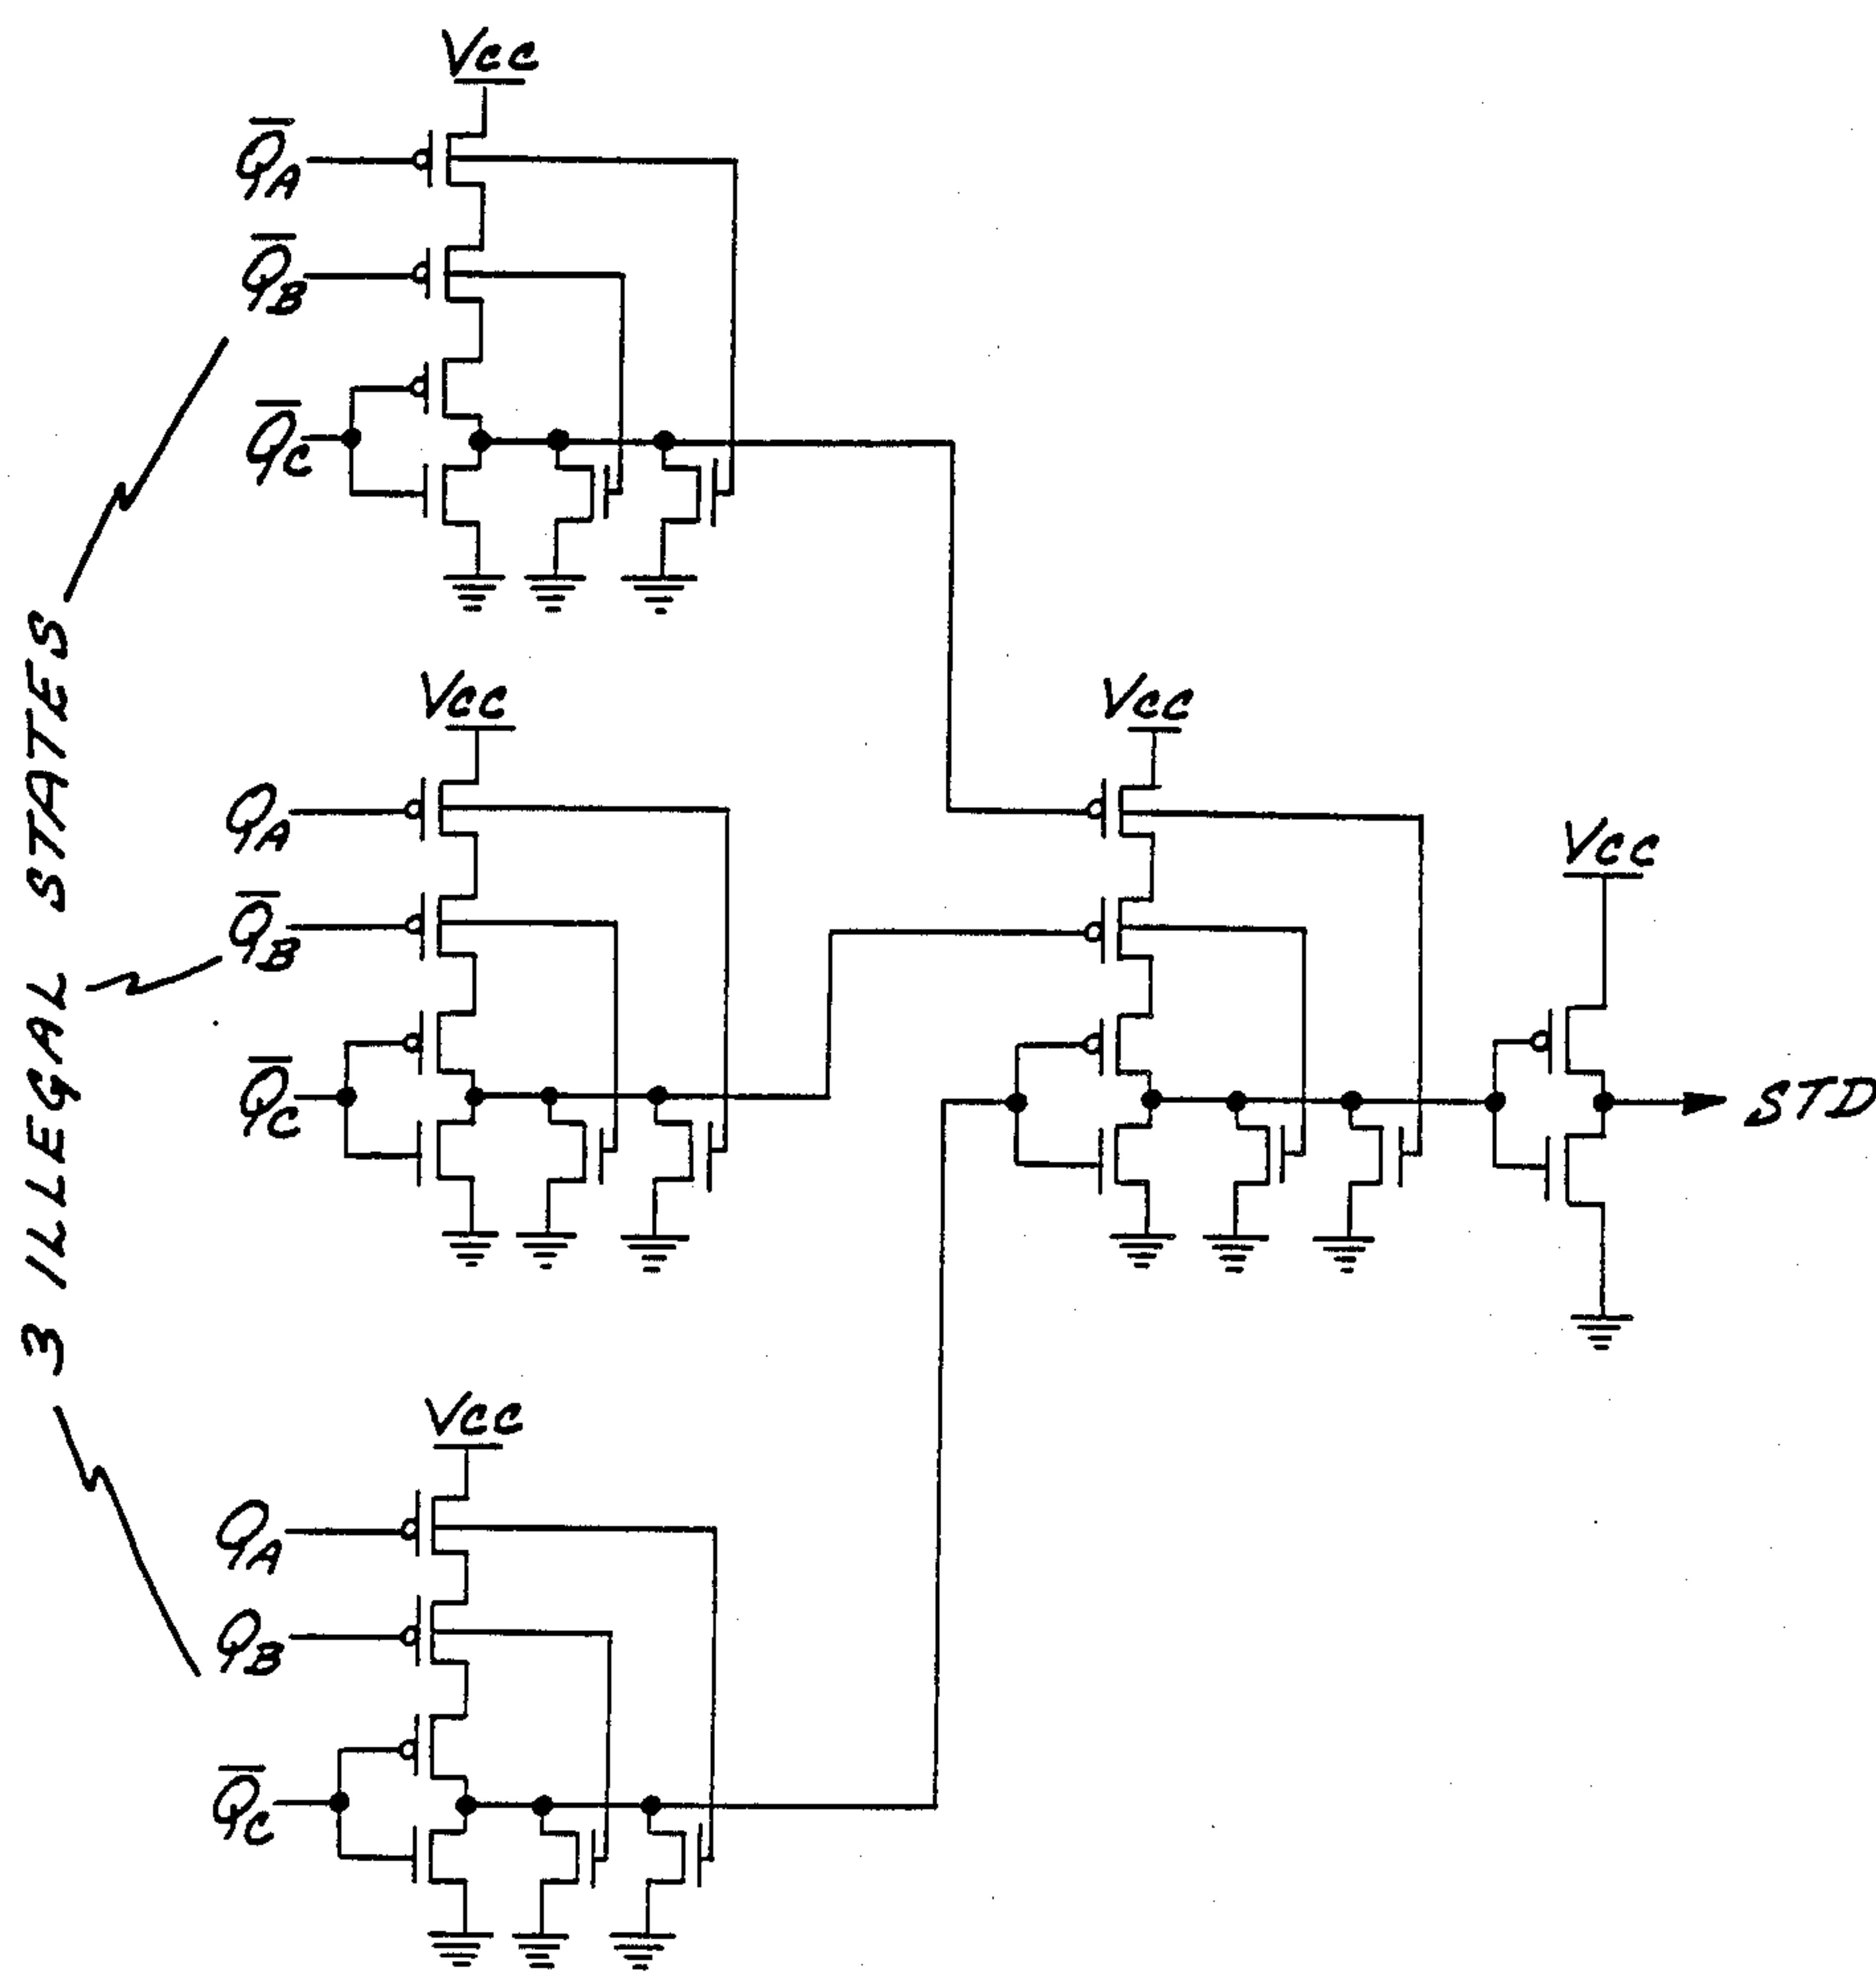 Vcc
Q̅A
Q̅B
Q̅C
3 ILLEGAL STATES
Vcc
QA
Q̅B
Q̅C
Vcc
Vcc
STD
Vcc
QA
QB
Q̅C